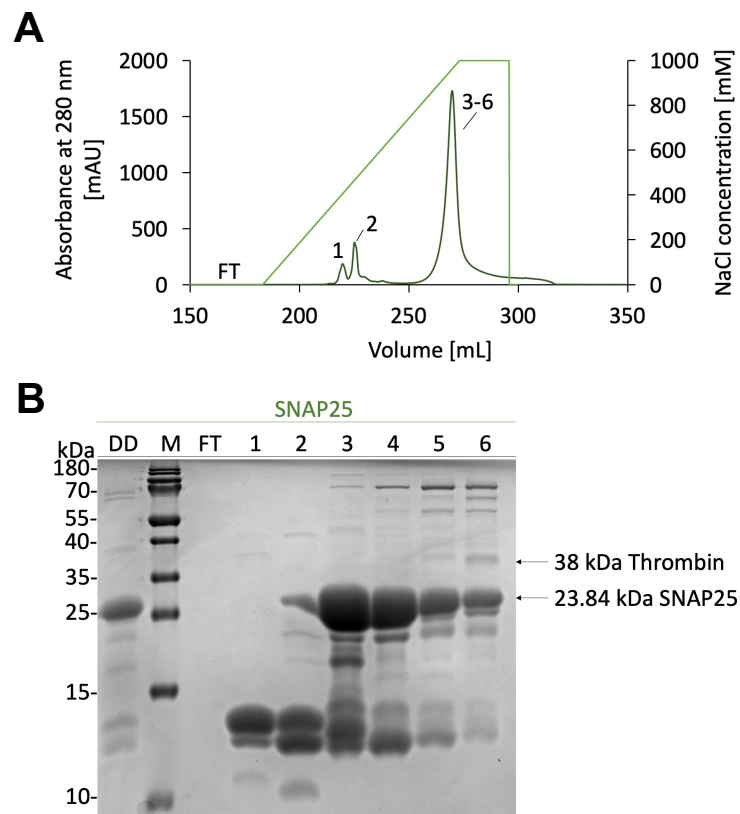 A
Absorbance at 280 nm
[mAU]
2000
1500
1000
500
0
FT
1
2
3-6
1000
800
600
400
200
0
NaCl concentration [mM]
150
200
250
300
350
Volume [mL]
B
SNAP25
kDa DD M FT 1 2 3 4 5 6
180-
70-
55-
40-
35-
25-
15-
10-
38 kDa Thrombin
23.84 kDa SNAP25